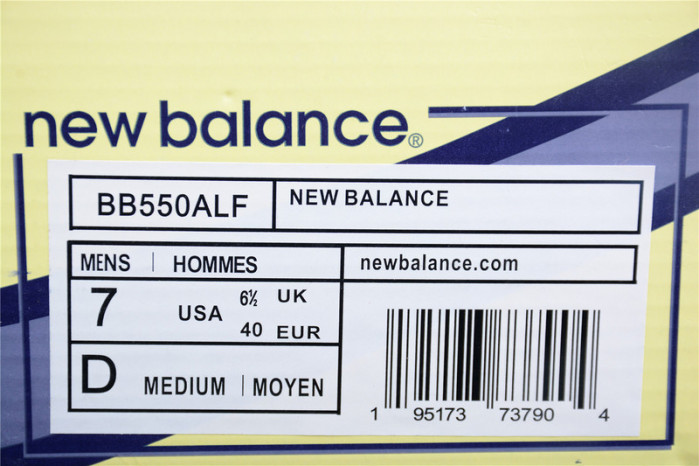 new balance®
BB550ALF
NEW BALANCE
MENS | HOMMES
newbalance.com
7 USA 6½ UK
40 EUR
D MEDIUM | MOYEN
1 95173 73790 4